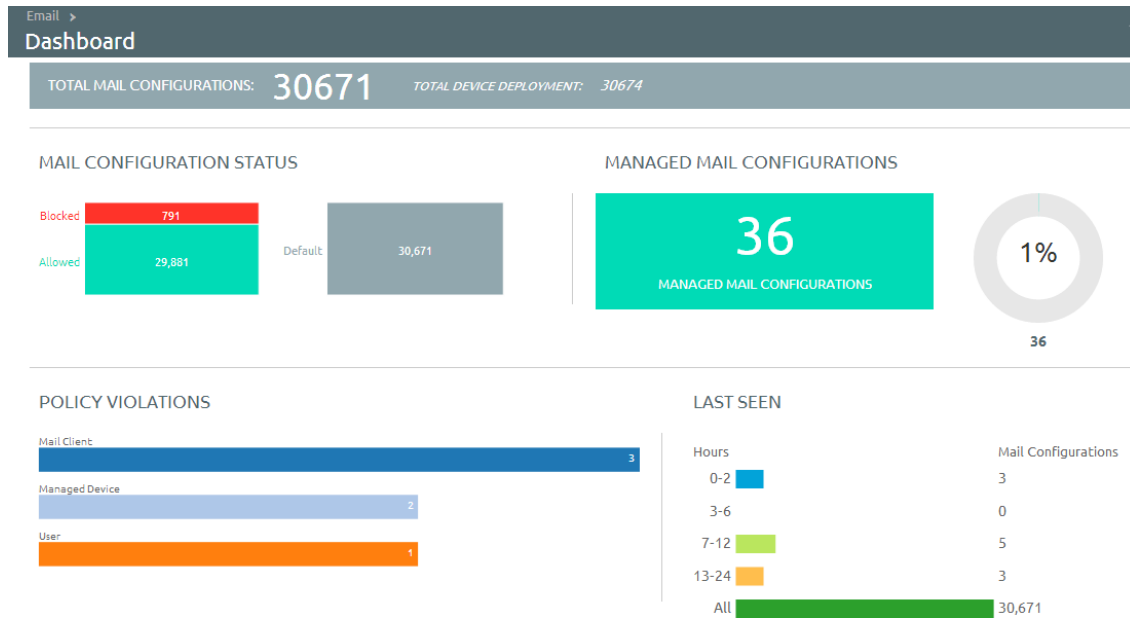 Email >
Dashboard
TOTAL MAIL CONFIGURATIONS: 30671 TOTAL DEVICE DEPLOYMENT: 30674
MAIL CONFIGURATION STATUS
Blocked 791
Allowed 29,881
Default 30,671
MANAGED MAIL CONFIGURATIONS
36
MANAGED MAIL CONFIGURATIONS
1%
36
POLICY VIOLATIONS
Mail Client
3
Managed Device
2
User
1
LAST SEEN
Hours Mail Configurations
0-2 3
3-6 0
7-12 5
13-24 3
All 30,671